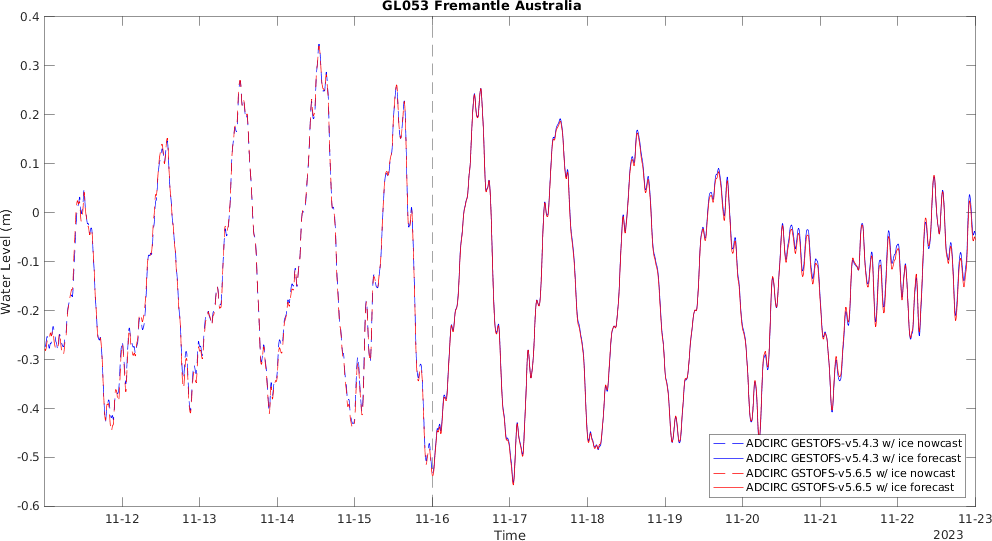 GL053 Fremantle Australia
Water Level (m)
0.4
0.3
0.2
0.1
0
-0.1
-0.2
-0.3
-0.4
-0.5
-0.6
ADCIRC GESTOFS-v5.4.3 w/ ice nowcast
ADCIRC GESTOFS-v5.4.3 w/ ice forecast
ADCIRC GSTOFS-v5.6.5 w/ ice nowcast
ADCIRC GSTOFS-v5.6.5 w/ ice forecast
11-12 11-13 11-14 11-15 11-16 11-17 11-18 11-19 11-20 11-21 11-22 11-23
Time
2023